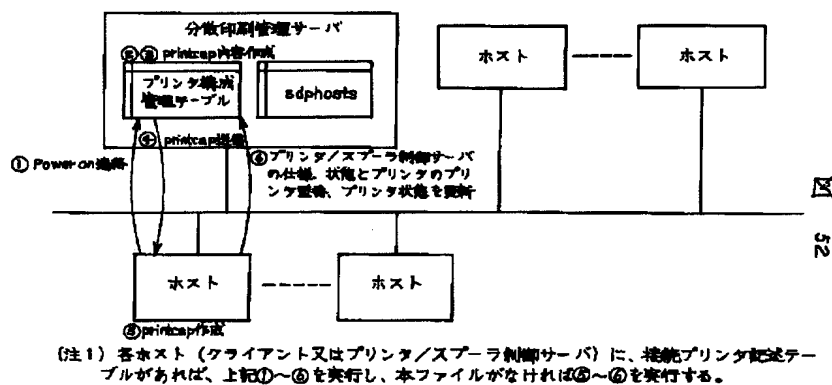 分散印刷管理サーバ
②③ printcap内容作成
プリンタ構成
管理テーブル
sdphosts
ホスト
ホスト
① Power on連絡
④ printcap送信
⑥プリンタ/スプーラ制御サーバ
の仕様、状態とプリンタのプリ
ンタ整備、プリンタ状態を更新
図 52
ホスト
ホスト
⑤printcap作成
(注1) 各ホスト(クライアント又はプリンタ/スプーラ制御サーバ)に、接続プリンタ記述テー
ブルがあれば、上記①~⑥を実行し、本ファイルがなければ⑤~⑥を実行する。